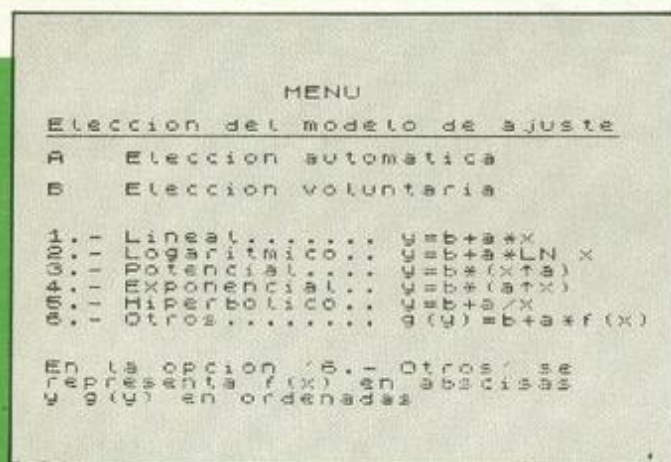 MENU
Eleccion del modelo de ajuste
A Eleccion automatica
B Eleccion voluntaria
1.- Lineal....... y=b+a*x
2.- Logaritmico.. y=b+a*LN x
3.- Potencial.... y=b*(x↑a)
4.- Exponencial.. y=b*(a↑x)
5.- Hiperbolico.. y=b+a/x
6.- Otros........ g(y)=b+a*f(x)
En la opcion '6.- Otros' se
representa f(x) en abscisas
y g(y) en ordenadas